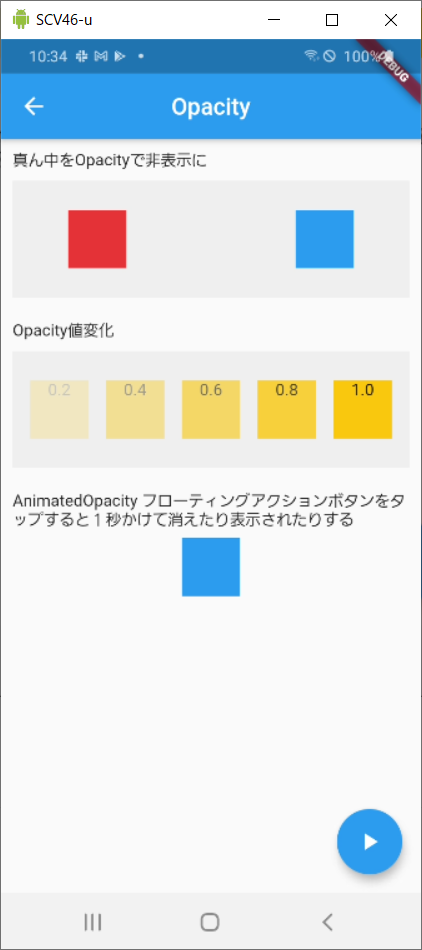 SCV46-u
10:34 100%
DEBUG
Opacity
真ん中をOpacityで非表示に
Opacity値変化
0.2 0.4 0.6 0.8 1.0
AnimatedOpacity フローティングアクションボタンをタ
ップすると１秒かけて消えたり表示されたりする